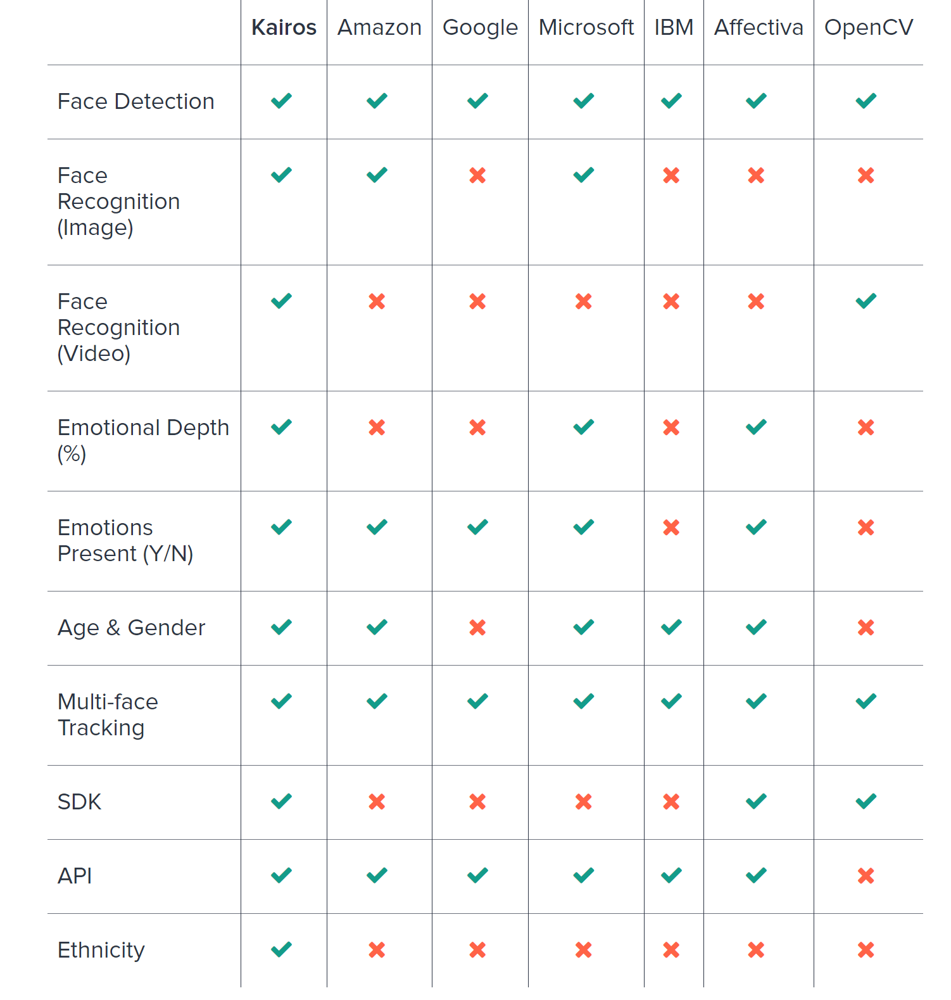 Kairos Amazon Google Microsoft IBM Affectiva OpenCV
Face Detection
Face
Recognition
(Image)
Face
Recognition
(Video)
Emotional Depth
(%)
Emotions
Present (Y/N)
Age & Gender
Multi-face
Tracking
SDK
API
Ethnicity